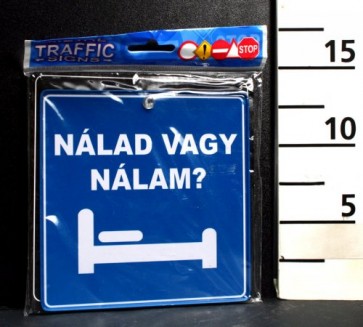 TRAFFIC
SIGNS
STOP
NÁLAD VAGY
NÁLAM?
15
10
5